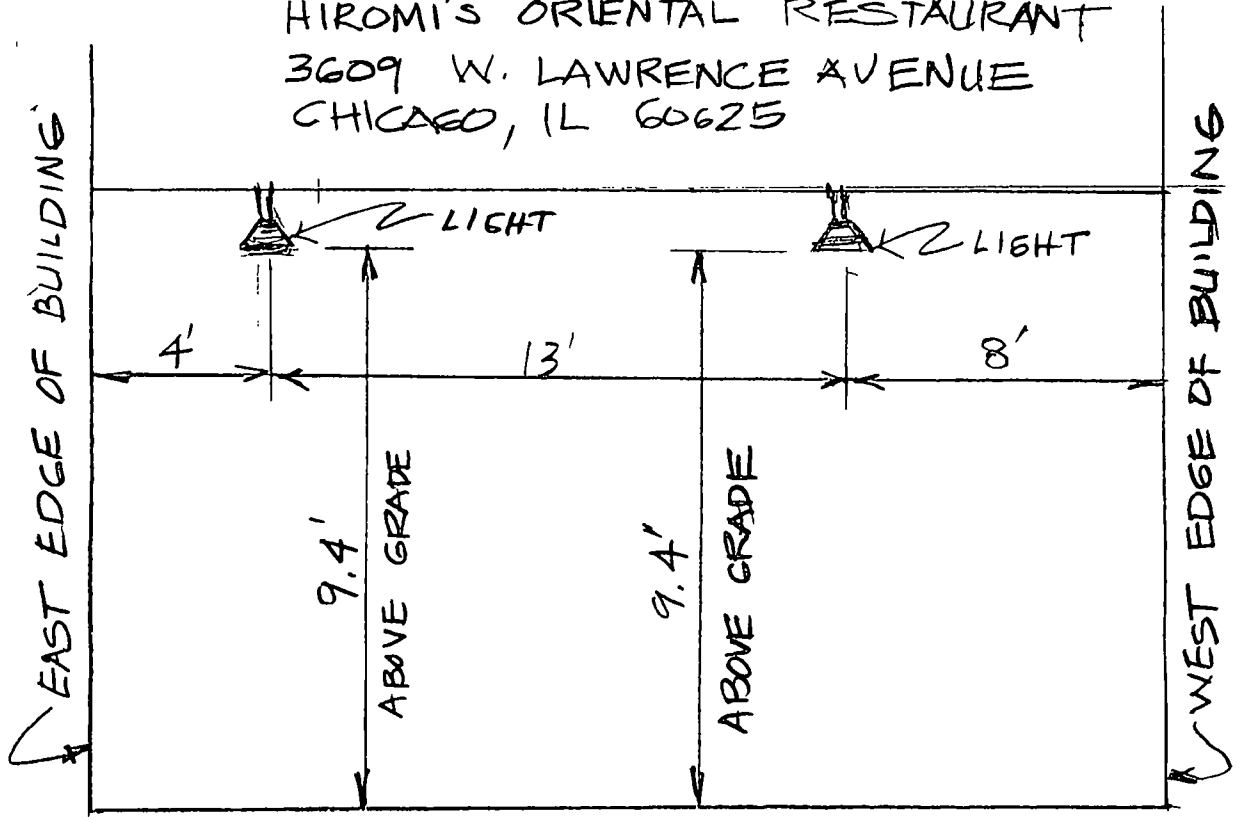 HIROMI'S ORIENTAL RESTAURANT
3609 W. LAWRENCE AVENUE
CHICAGO, IL 60625
EAST EDGE OF BUILDING
WEST EDGE OF BUILDING
LIGHT
LIGHT
4'
13'
8'
9.4'
ABOVE GRADE
9.4'
ABOVE GRADE